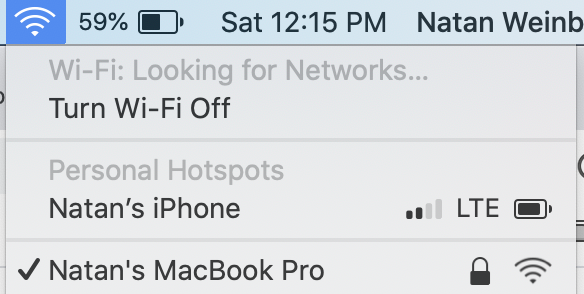 59% Sat 12:15 PM Natan Weinb
Wi-Fi: Looking for Networks...
Turn Wi-Fi Off
Personal Hotspots
Natan’s iPhone LTE
Natan's MacBook Pro